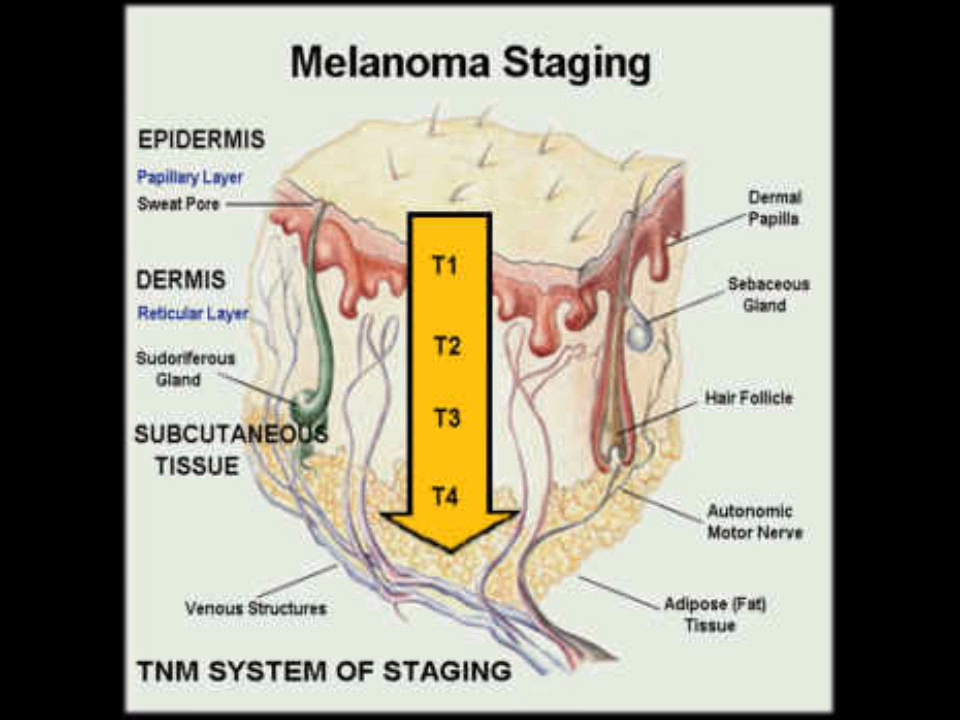 Melanoma Staging
EPIDERMIS
Papillary Layer
Sweat Pore
DERMIS
Reticular Layer
Sudoriferous
Gland
SUBCUTANEOUS
TISSUE
Venous Structures
T1
T2
T3
T4
Dermal
Papilla
Sebaceous
Gland
Hair Follicle
Autonomic
Motor Nerve
Adipose (Fat)
Tissue
TNM SYSTEM OF STAGING